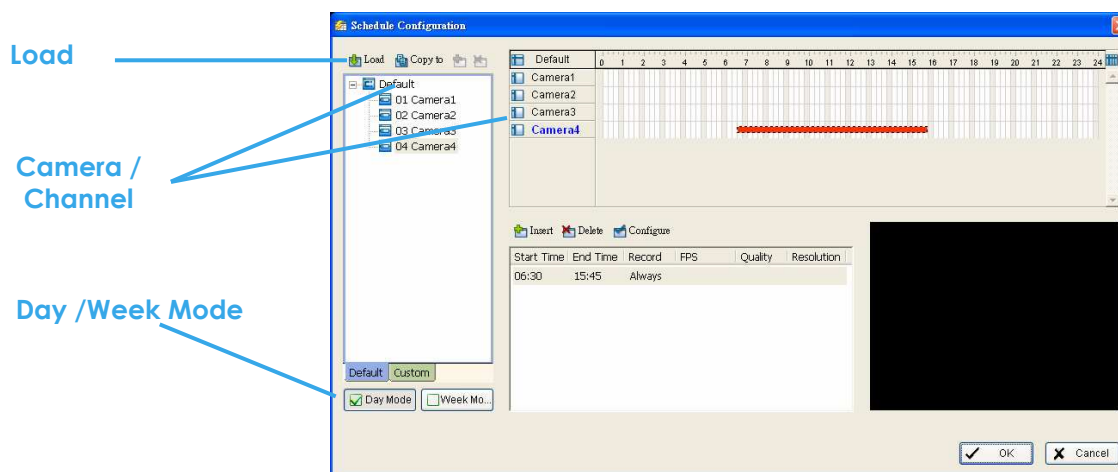 Schedule Configuration
Load
Load Copy to
Default 0 1 2 3 4 5 6 7 8 9 10 11 12 13 14 15 16 17 18 19 20 21 22 23 24
Default
01 Camera1
02 Camera2
03 Camera3
04 Camera4
Camera1
Camera2
Camera3
Camera4
Camera /
Channel
Insert Delete Configure
Start Time End Time Record FPS Quality Resolution
06:30 15:45 Always
Day /Week Mode
Default Custom
Day Mode Week Mo...
OK Cancel